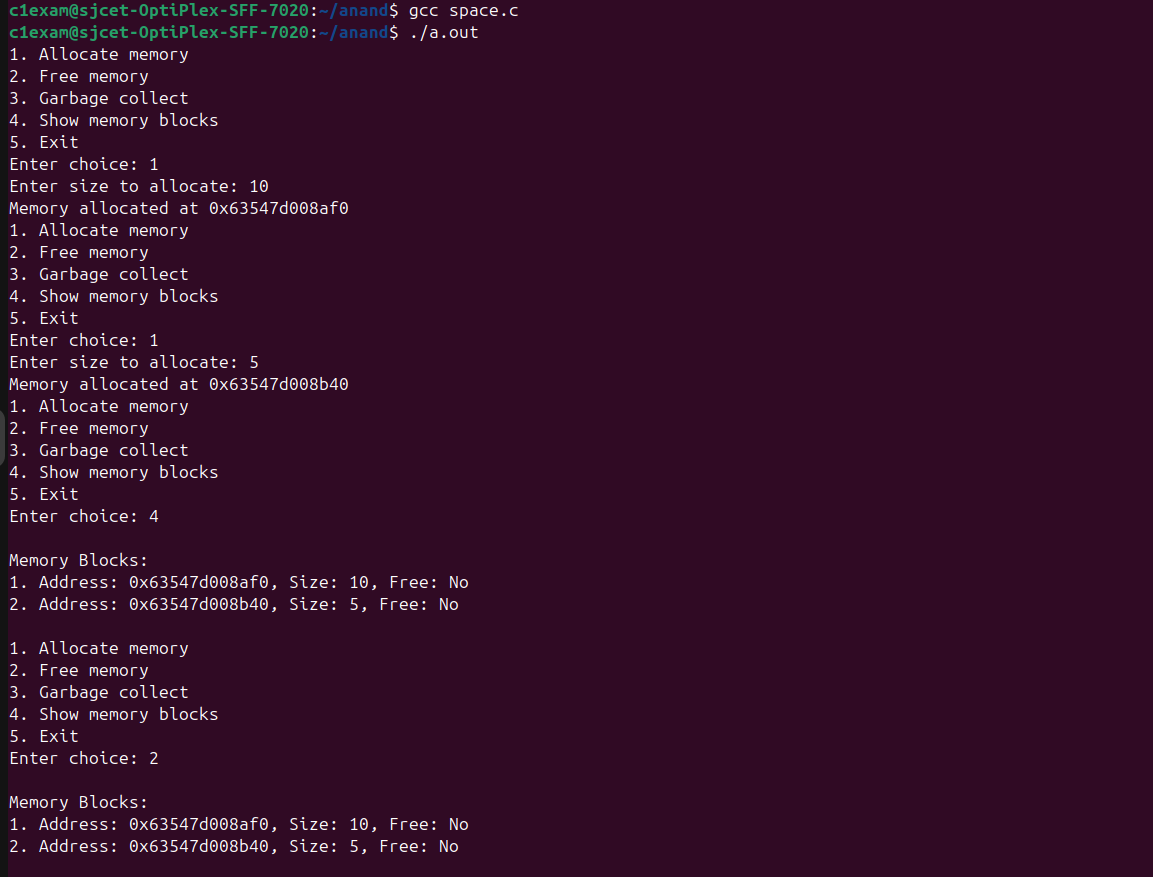 c1exam@sjcet-OptiPlex-SFF-7020:~/anand$ gcc space.c
c1exam@sjcet-OptiPlex-SFF-7020:~/anand$ ./a.out
1. Allocate memory
2. Free memory
3. Garbage collect
4. Show memory blocks
5. Exit
Enter choice: 1
Enter size to allocate: 10
Memory allocated at 0x63547d008af0
1. Allocate memory
2. Free memory
3. Garbage collect
4. Show memory blocks
5. Exit
Enter choice: 1
Enter size to allocate: 5
Memory allocated at 0x63547d008b40
1. Allocate memory
2. Free memory
3. Garbage collect
4. Show memory blocks
5. Exit
Enter choice: 4

Memory Blocks:
1. Address: 0x63547d008af0, Size: 10, Free: No
2. Address: 0x63547d008b40, Size: 5, Free: No

1. Allocate memory
2. Free memory
3. Garbage collect
4. Show memory blocks
5. Exit
Enter choice: 2

Memory Blocks:
1. Address: 0x63547d008af0, Size: 10, Free: No
2. Address: 0x63547d008b40, Size: 5, Free: No